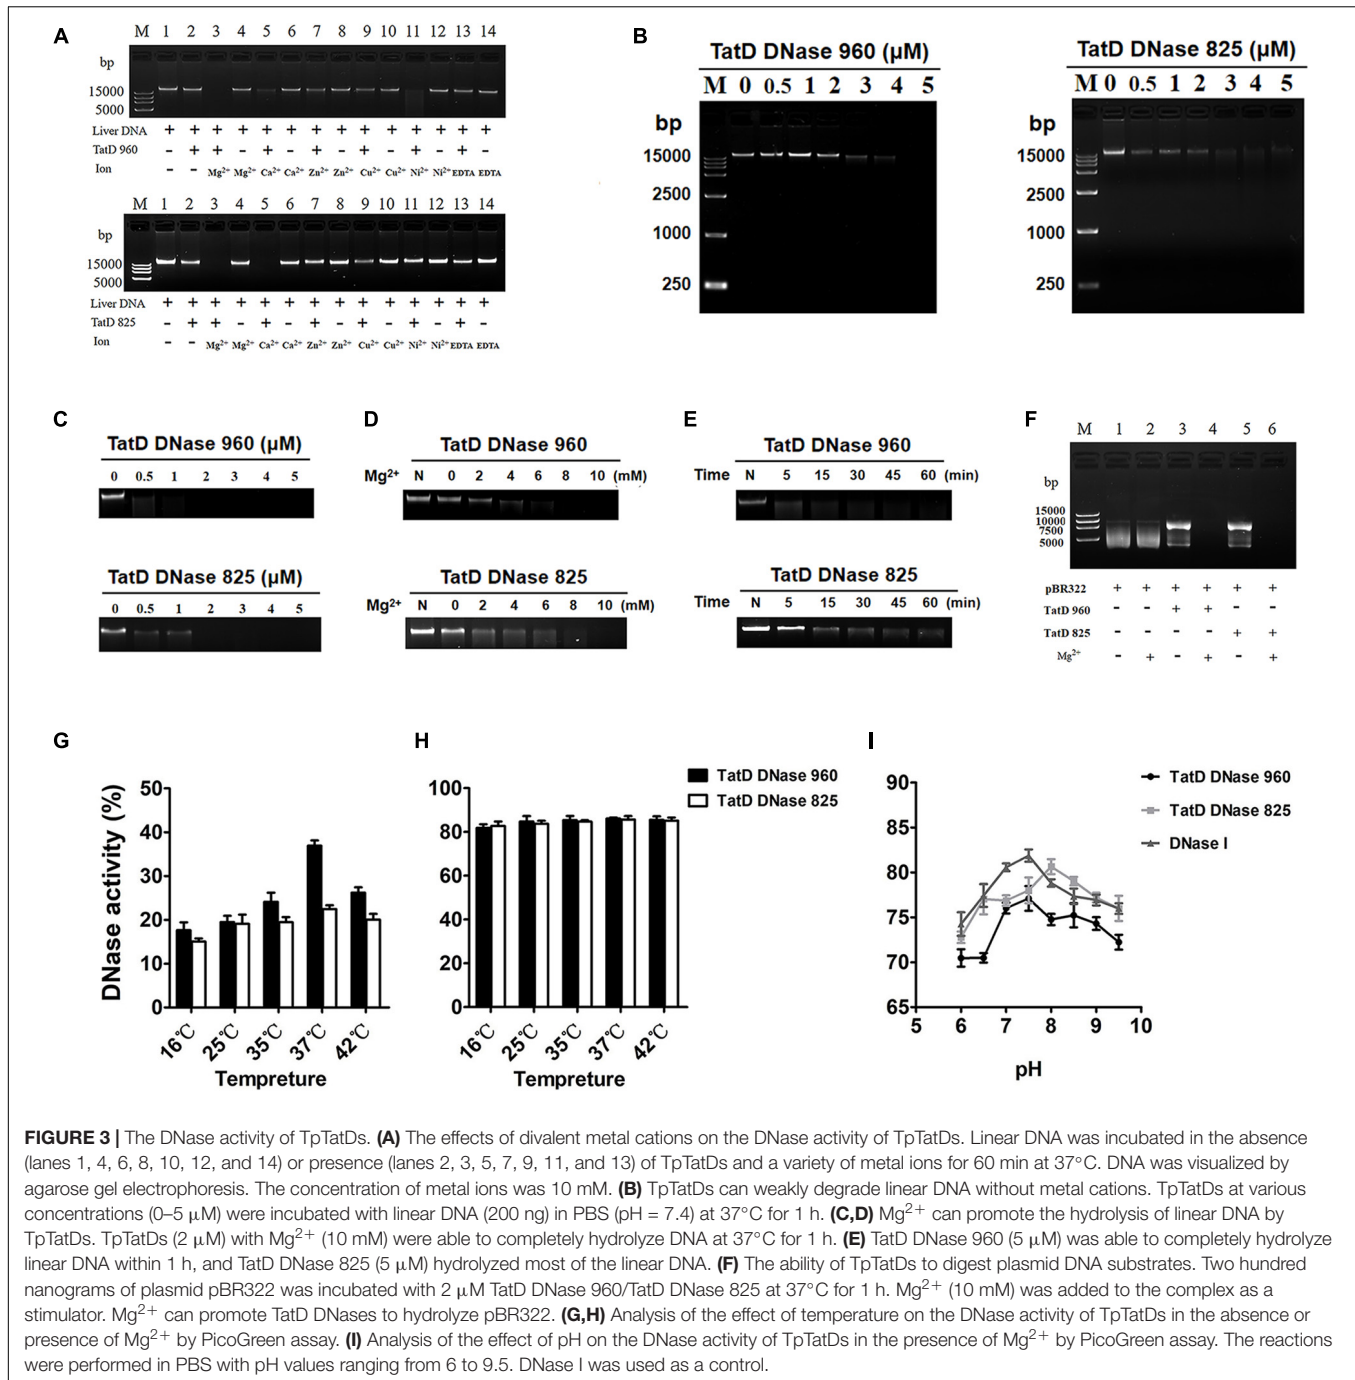 A
M 1 2 3 4 5 6 7 8 9 10 11 12 13 14
bp
15000
5000
Liver DNA + + + + + + + + + + + + + +
TatD 960 - + + - + - + - + - + - + -
Ion - - Mg2+ Mg2+ Ca2+ Ca2+ Zn2+ Zn2+ Cu2+ Cu2+ Ni2+ Ni2+ EDTA EDTA
M 1 2 3 4 5 6 7 8 9 10 11 12 13 14
bp
15000
5000
Liver DNA + + + + + + + + + + + + + +
TatD 825 - + + - + - + - + - + - + -
Ion - - Mg2+ Mg2+ Ca2+ Ca2+ Zn2+ Zn2+ Cu2+ Cu2+ Ni2+ Ni2+ EDTA EDTA
B
TatD DNase 960 (μM)
M 0 0.5 1 2 3 4 5
bp
15000
2500
1000
250
TatD DNase 825 (μM)
M 0 0.5 1 2 3 4 5
bp
15000
2500
1000
250
C
TatD DNase 960 (μM)
0 0.5 1 2 3 4 5
TatD DNase 825 (μM)
0 0.5 1 2 3 4 5
D
TatD DNase 960
Mg2+ N 0 2 4 6 8 10 (mM)
TatD DNase 825
Mg2+ N 0 2 4 6 8 10 (mM)
E
TatD DNase 960
Time N 5 15 30 45 60 (min)
TatD DNase 825
Time N 5 15 30 45 60 (min)
F
M 1 2 3 4 5 6
bp
15000
10000
7500
5000
pBR322 + + + + + +
TatD 960 - - + + - -
TatD 825 - - - - + +
Mg2+ - + - + - +
G
DNase activity (%)
50
40
30
20
10
0
16°C 25°C 35°C 37°C 42°C
Tempreture
H
100
80
60
40
20
0
16°C 25°C 35°C 37°C 42°C
Tempreture
TatD DNase 960
TatD DNase 825
I
90
85
80
75
70
65
5 6 7 8 9 10
pH
TatD DNase 960
TatD DNase 825
DNase I
FIGURE 3 | The DNase activity of TpTatDs. (A) The effects of divalent metal cations on the DNase activity of TpTatDs. Linear DNA was incubated in the absence
(lanes 1, 4, 6, 8, 10, 12, and 14) or presence (lanes 2, 3, 5, 7, 9, 11, and 13) of TpTatDs and a variety of metal ions for 60 min at 37°C. DNA was visualized by
agarose gel electrophoresis. The concentration of metal ions was 10 mM. (B) TpTatDs can weakly degrade linear DNA without metal cations. TpTatDs at various
concentrations (0–5 μM) were incubated with linear DNA (200 ng) in PBS (pH = 7.4) at 37°C for 1 h. (C,D) Mg2+ can promote the hydrolysis of linear DNA by
TpTatDs. TpTatDs (2 μM) with Mg2+ (10 mM) were able to completely hydrolyze DNA at 37°C for 1 h. (E) TatD DNase 960 (5 μM) was able to completely hydrolyze
linear DNA within 1 h, and TatD DNase 825 (5 μM) hydrolyzed most of the linear DNA. (F) The ability of TpTatDs to digest plasmid DNA substrates. Two hundred
nanograms of plasmid pBR322 was incubated with 2 μM TatD DNase 960/TatD DNase 825 at 37°C for 1 h. Mg2+ (10 mM) was added to the complex as a
stimulator. Mg2+ can promote TatD DNases to hydrolyze pBR322. (G,H) Analysis of the effect of temperature on the DNase activity of TpTatDs in the absence or
presence of Mg2+ by PicoGreen assay. (I) Analysis of the effect of pH on the DNase activity of TpTatDs in the presence of Mg2+ by PicoGreen assay. The reactions
were performed in PBS with pH values ranging from 6 to 9.5. DNase I was used as a control.